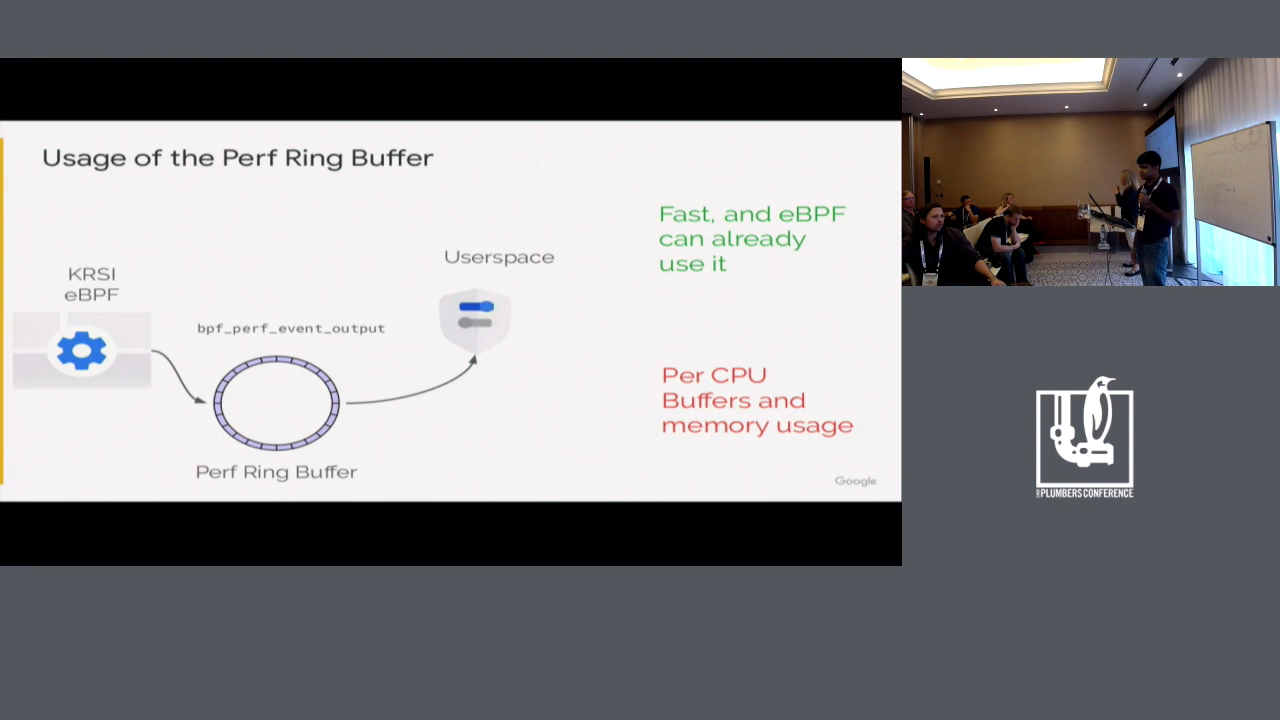 Usage of the Perf Ring Buffer
Fast, and eBPF
can already
use it
Userspace
KRSI
eBPF
bpf_perf_event_output
Per CPU
Buffers and
memory usage
Perf Ring Buffer
Google
PLUMBERS CONFERENCE